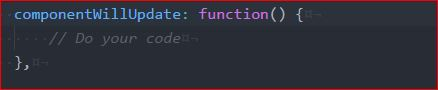 componentWillUpdate: function() {¤¬
····// Do your code¤¬
},¤¬